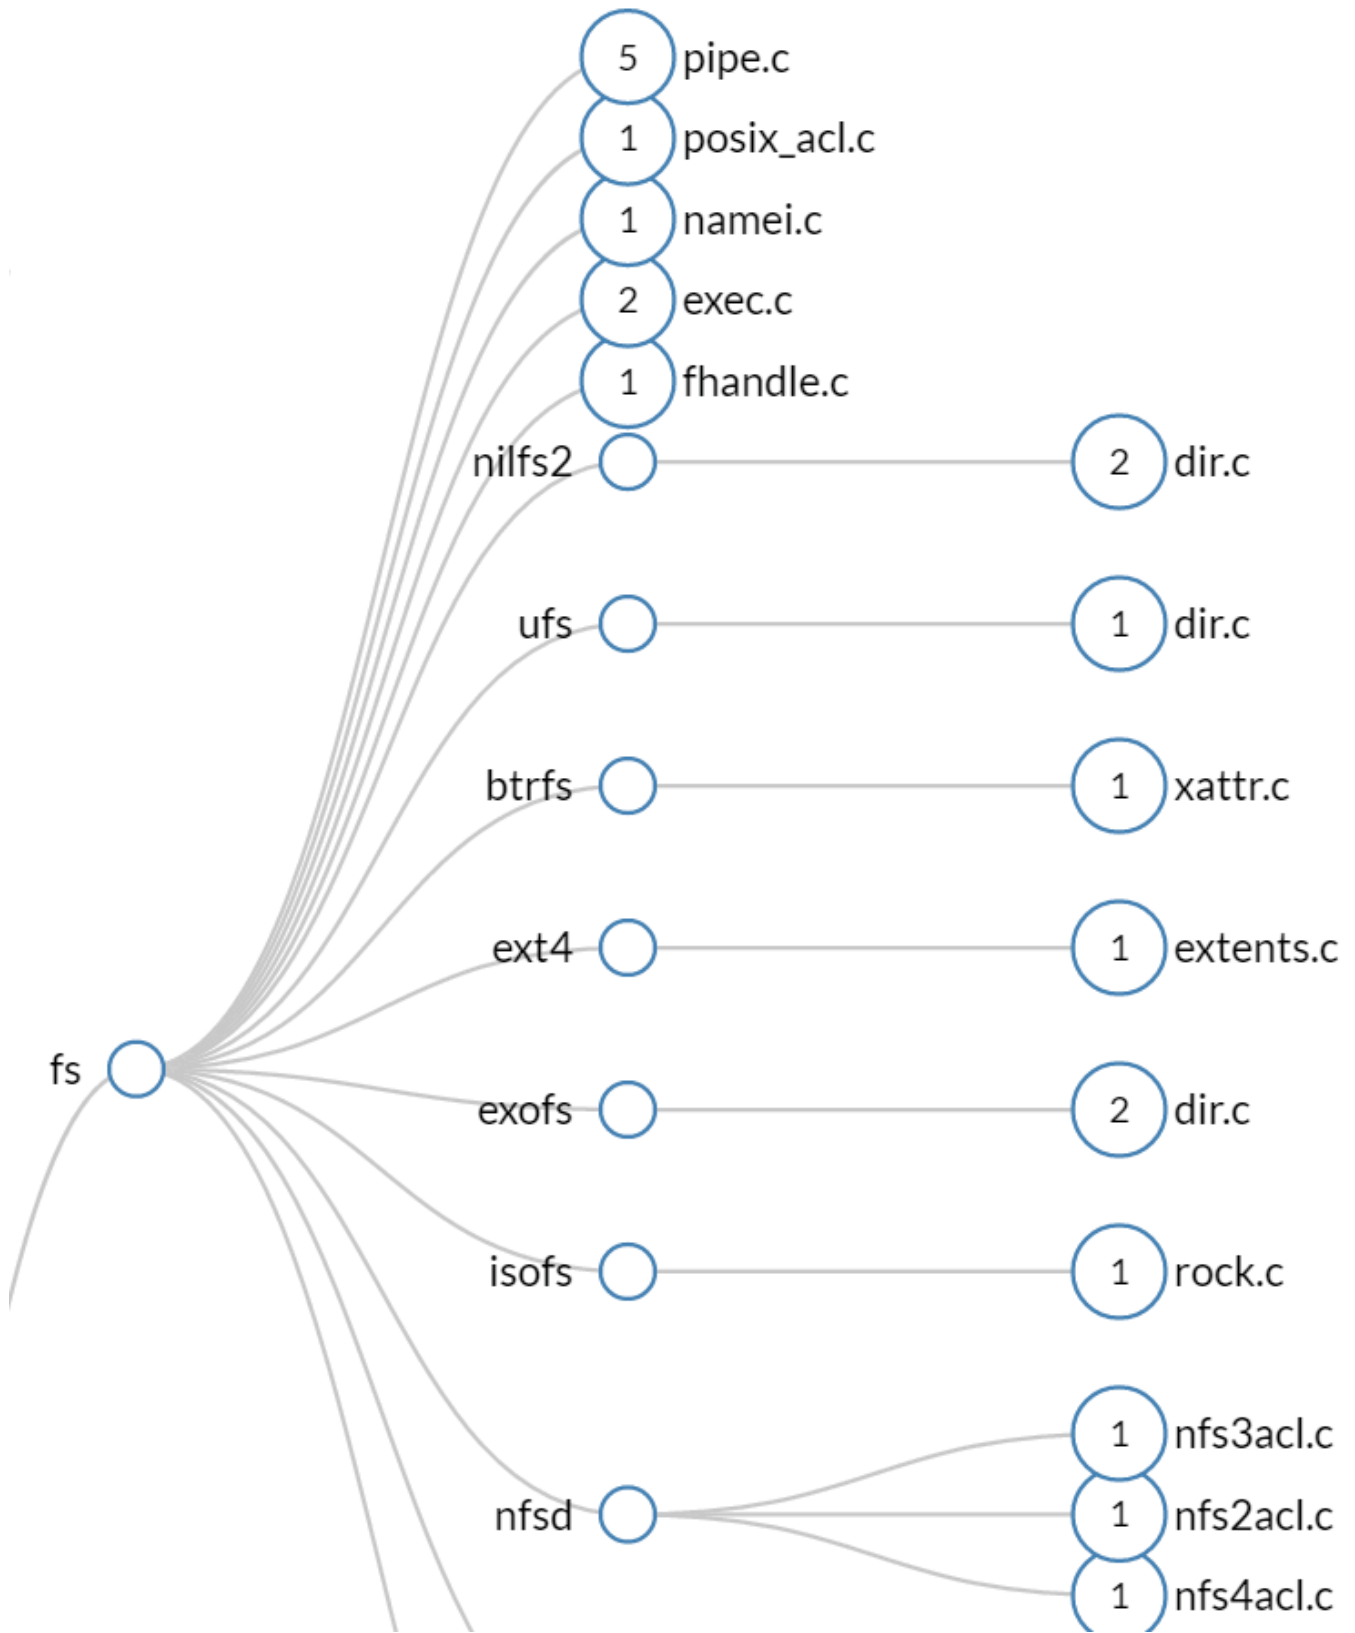 5 pipe.c
1 posix_acl.c
1 namei.c
2 exec.c
1 fhandle.c
nilfs2 2 dir.c
ufs 1 dir.c
btrfs 1 xattr.c
ext4 1 extents.c
fs
exofs 2 dir.c
isofs 1 rock.c
1 nfs3acl.c
nfsd 1 nfs2acl.c
1 nfs4acl.c